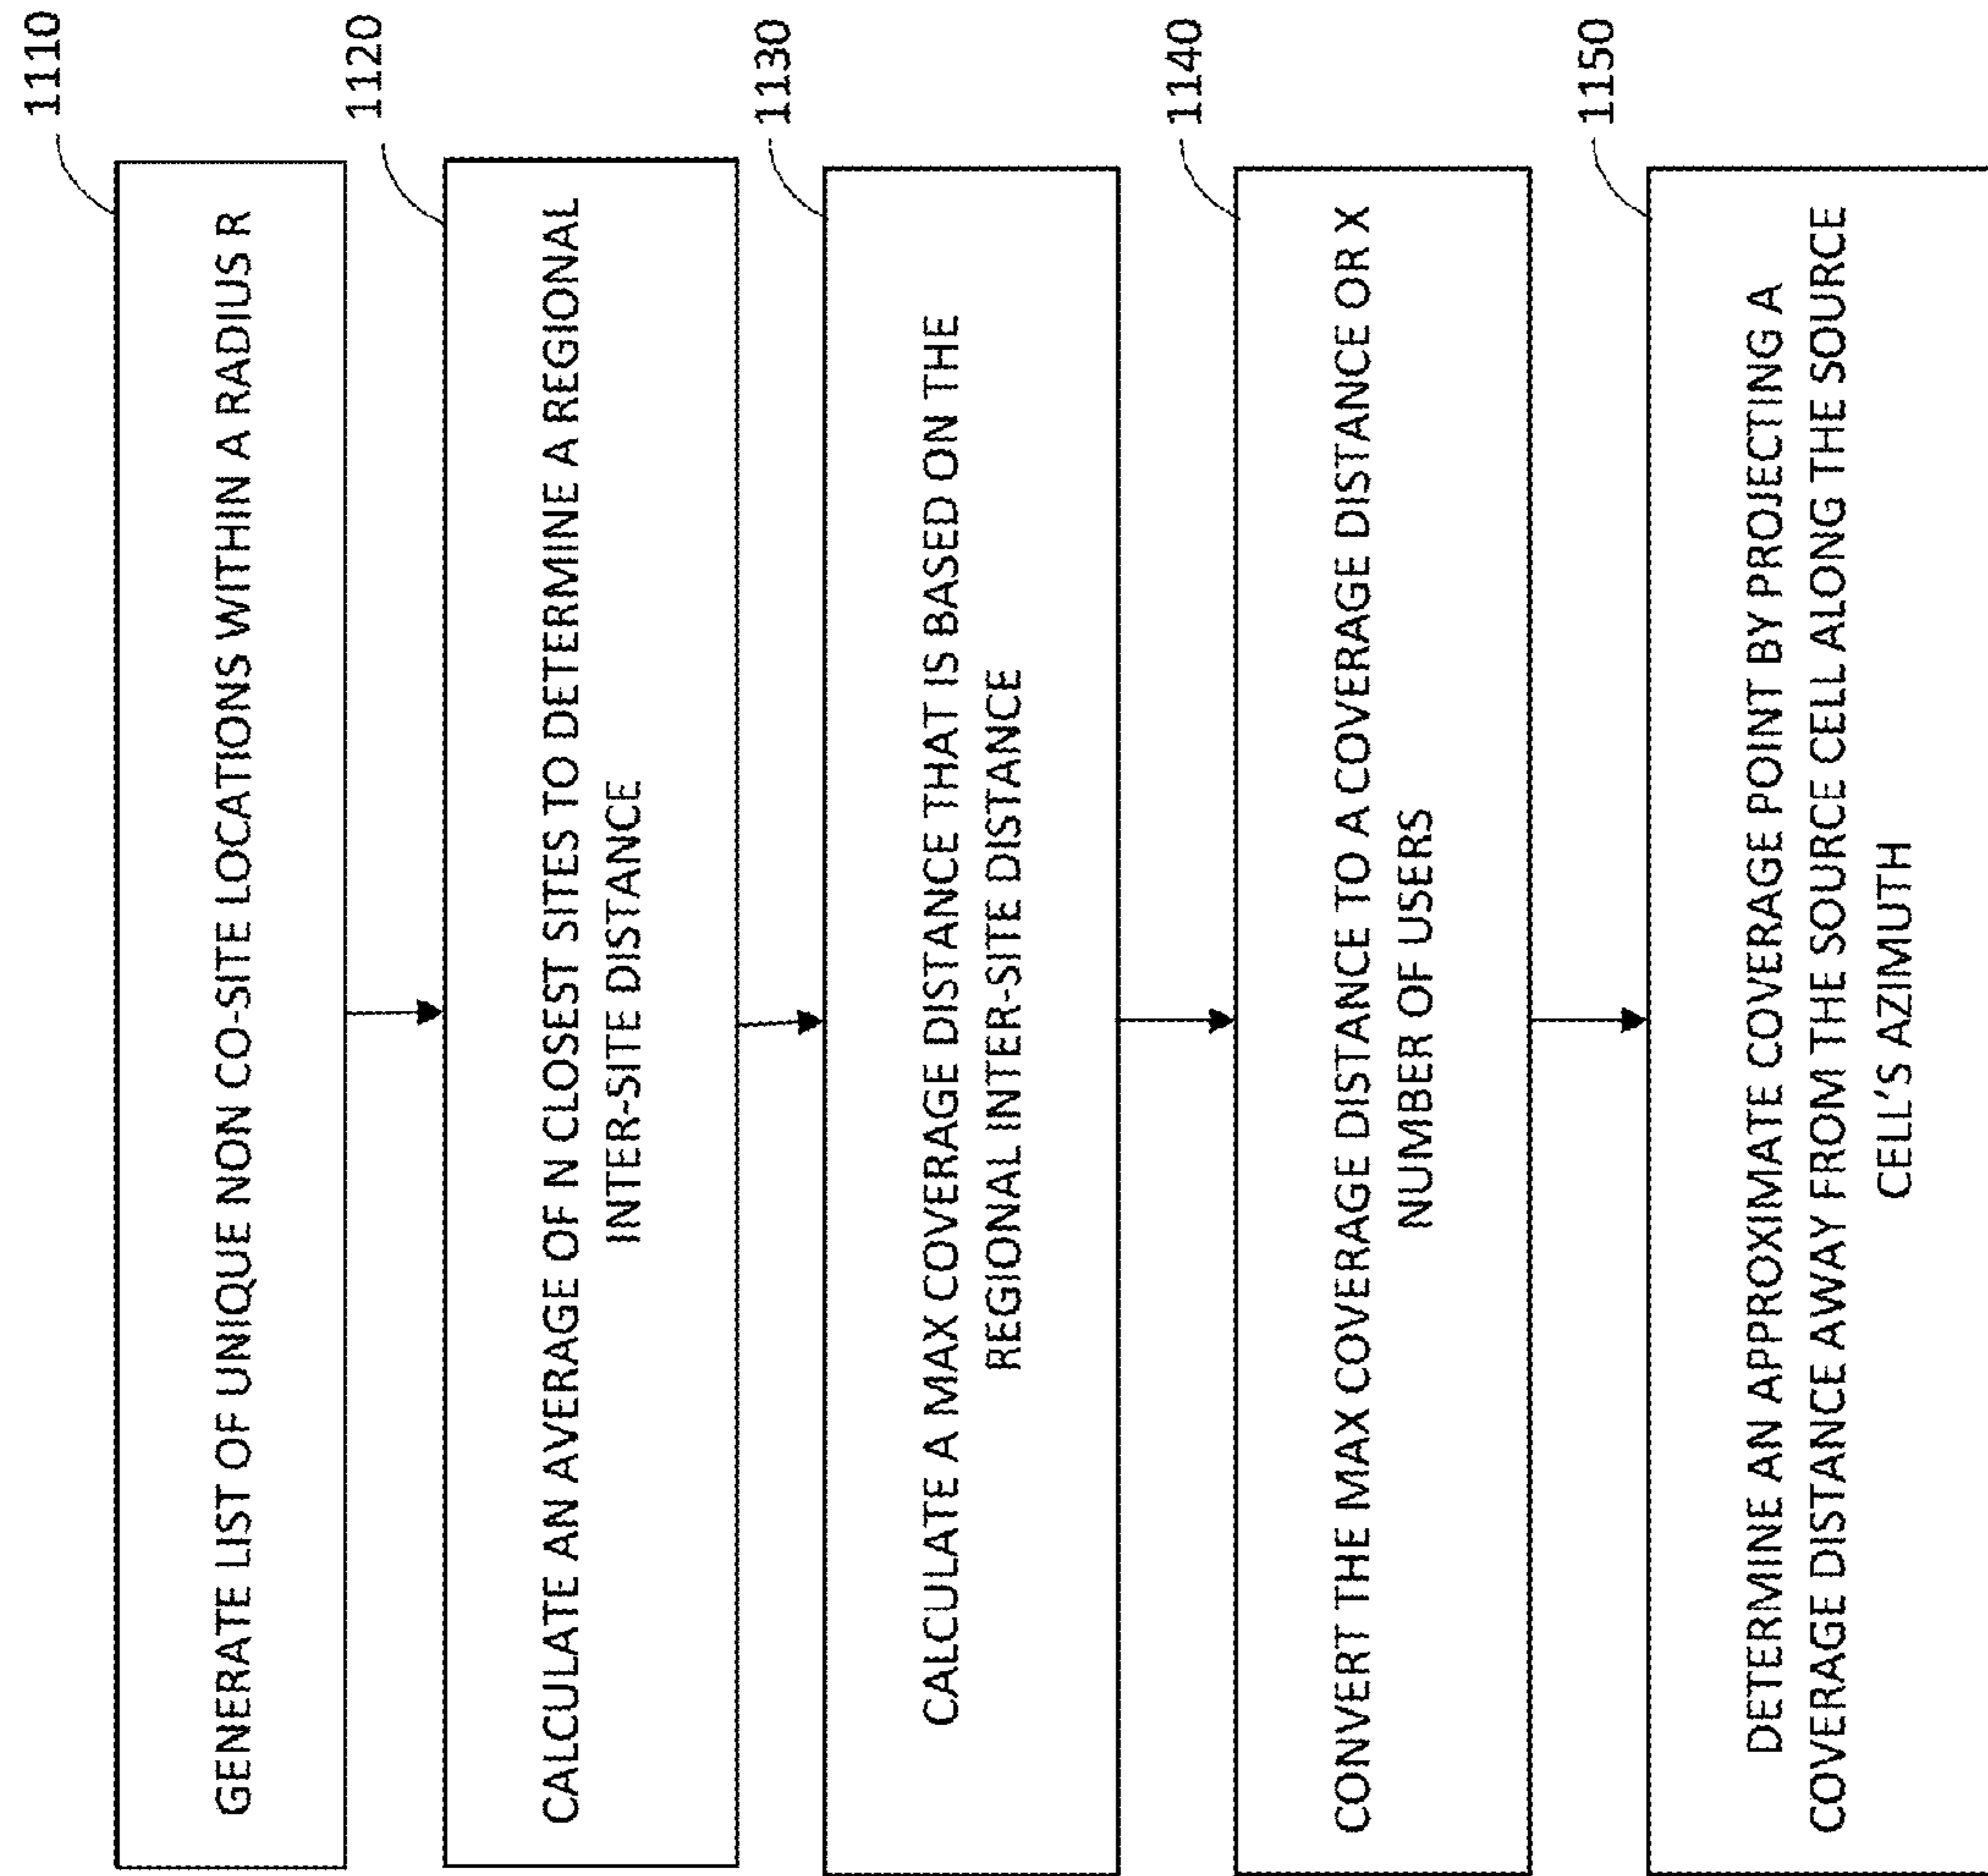 1110
GENERATE LIST OF UNIQUE NON CO-SITE LOCATIONS WITHIN A RADIUS R
1120
CALCULATE AN AVERAGE OF N CLOSEST SITES TO DETERMINE A REGIONAL
INTER-SITE DISTANCE
1130
CALCULATE A MAX COVERAGE DISTANCE THAT IS BASED ON THE
REGIONAL INTER-SITE DISTANCE
1140
CONVERT THE MAX COVERAGE DISTANCE TO A COVERAGE DISTANCE OR X
NUMBER OF USERS
1150
DETERMINE AN APPROXIMATE COVERAGE POINT BY PROJECTING A
COVERAGE DISTANCE AWAY FROM THE SOURCE CELL ALONG THE SOURCE
CELL'S AZIMUTH